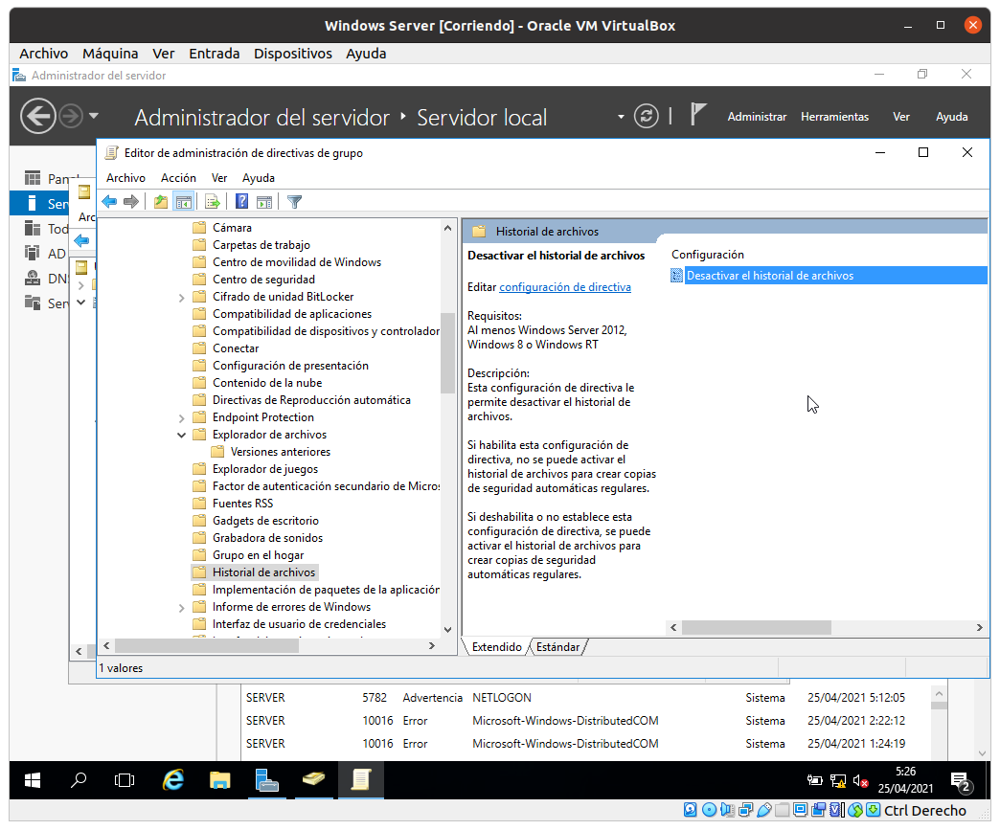 Windows Server [Corriendo] - Oracle VM VirtualBox
Archivo Máquina Ver Entrada Dispositivos Ayuda
Administrador del servidor
Administrador del servidor Servidor local
Administrar Herramientas Ver Ayuda
Editor de administración de directivas de grupo
Archivo Acción Ver Ayuda
Pan
Ser
Arc
Tod
AD
DN
Ser
Cámara
Carpetas de trabajo
Centro de movilidad de Windows
Centro de seguridad
Cifrado de unidad BitLocker
Compatibilidad de aplicaciones
Compatibilidad de dispositivos y controlador
Conectar
Configuración de presentación
Contenido de la nube
Directivas de Reproducción automática
Endpoint Protection
Explorador de archivos
Versiones anteriores
Explorador de juegos
Factor de autenticación secundario de Micros
Fuentes RSS
Gadgets de escritorio
Grabadora de sonidos
Grupo en el hogar
Historial de archivos
Implementación de paquetes de la aplicación
Informe de errores de Windows
Interfaz de usuario de credenciales
Historial de archivos
Desactivar el historial de archivos
Editar configuración de directiva
Requisitos:
Al menos Windows Server 2012,
Windows 8 o Windows RT
Descripción:
Esta configuración de directiva le
permite desactivar el historial de
archivos.
Si habilita esta configuración de
directiva, no se puede activar el
historial de archivos para crear copias
de seguridad automáticas regulares.
Si deshabilita o no establece esta
configuración de directiva, se puede
activar el historial de archivos para
crear copias de seguridad
automáticas regulares.
Configuración
Desactivar el historial de archivos
Extendido Estándar
1 valores
SERVER 5782 Advertencia NETLOGON Sistema 25/04/2021 5:12:05
SERVER 10016 Error Microsoft-Windows-DistributedCOM Sistema 25/04/2021 2:22:12
SERVER 10016 Error Microsoft-Windows-DistributedCOM Sistema 25/04/2021 1:24:19
5:26
25/04/2021
2
Ctrl Derecho